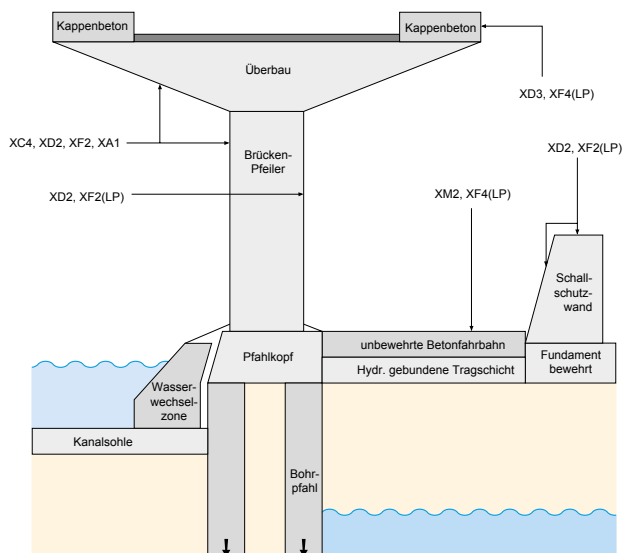 Kappenbeton
Kappenbeton
Überbau
XD3, XF4(LP)
XC4, XD2, XF2, XA1
Brücken-
Pfeiler
XD2, XF2(LP)
XD2, XF2(LP)
XM2, XF4(LP)
Schall-
schutz-
wand
unbewehrte Betonfahrbahn
Pfahlkopf
Hydr. gebundene Tragschicht
Fundament
bewehrt
Wasser-
wechsel-
zone
Kanalsohle
Bohr-
pfahl